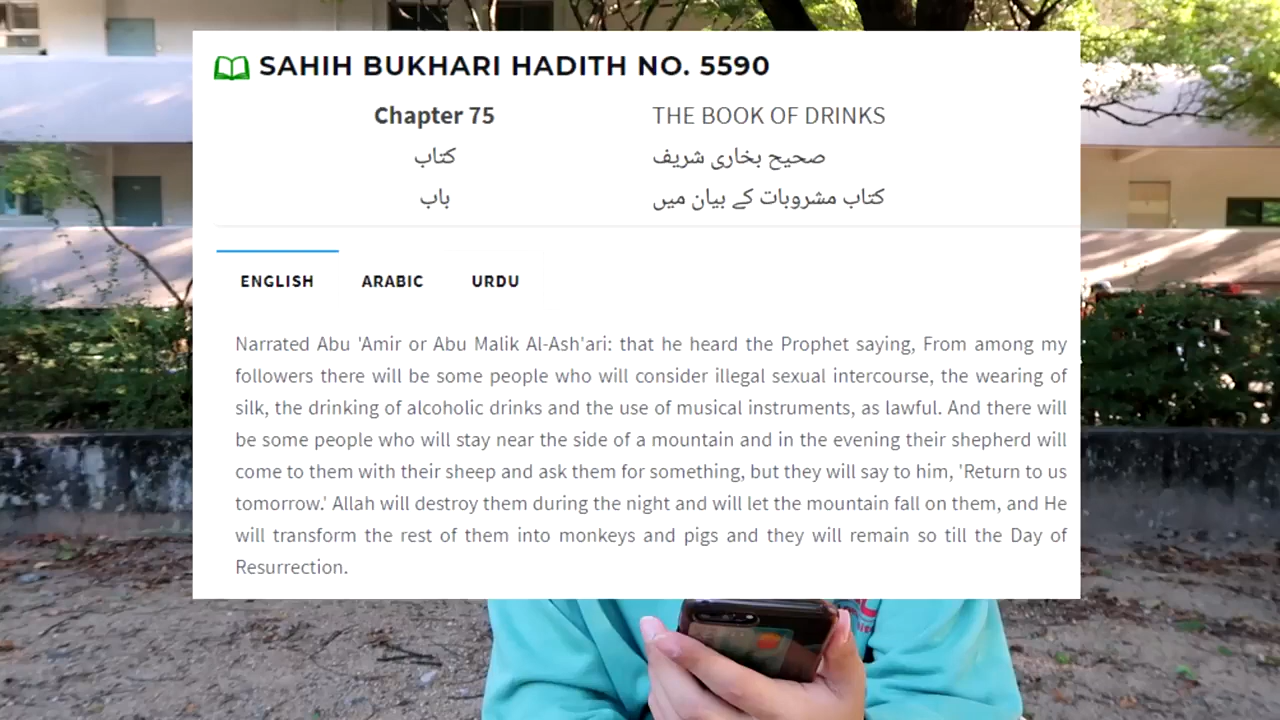 SAHIH BUKHARI HADITH NO. 5590
Chapter 75 THE BOOK OF DRINKS
کتاب صحیح بخاری شریف
باب کتاب مشروبات کے بیان میں
ENGLISH ARABIC URDU
Narrated Abu 'Amir or Abu Malik Al-Ash'ari: that he heard the Prophet saying, From among my
followers there will be some people who will consider illegal sexual intercourse, the wearing of
silk, the drinking of alcoholic drinks and the use of musical instruments, as lawful. And there will
be some people who will stay near the side of a mountain and in the evening their shepherd will
come to them with their sheep and ask them for something, but they will say to him, 'Return to us
tomorrow.' Allah will destroy them during the night and will let the mountain fall on them, and He
will transform the rest of them into monkeys and pigs and they will remain so till the Day of
Resurrection.